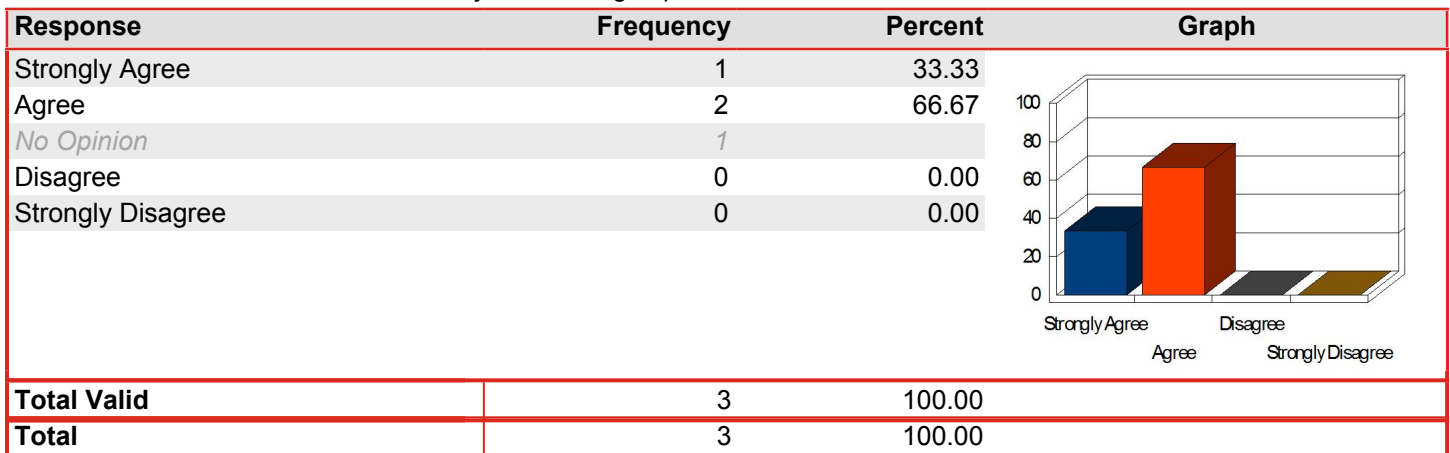 Response Frequency Percent Graph
Strongly Agree 1 33.33
Agree 2 66.67
No Opinion 1
Disagree 0 0.00
Strongly Disagree 0 0.00
100
80
60
40
20
0
Strongly Agree Disagree
Agree Strongly Disagree
Total Valid 3 100.00
Total 3 100.00